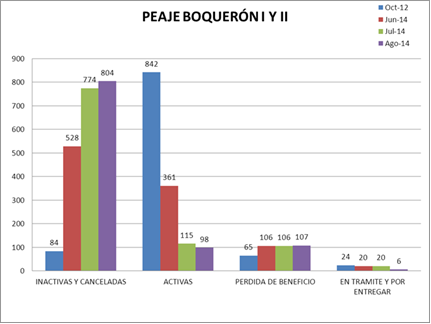 PEAJE BOQUERÓN I Y II
Oct-12
Jun-14
Jul-14
Ago-14
900
800
700
600
500
400
300
200
100
0
84
528
774
804
842
361
115
98
65
106
106
107
24
20
20
6
INACTIVAS Y CANCELADAS
ACTIVAS
PERDIDA DE BENEFICIO
EN TRAMITE Y POR
ENTREGAR